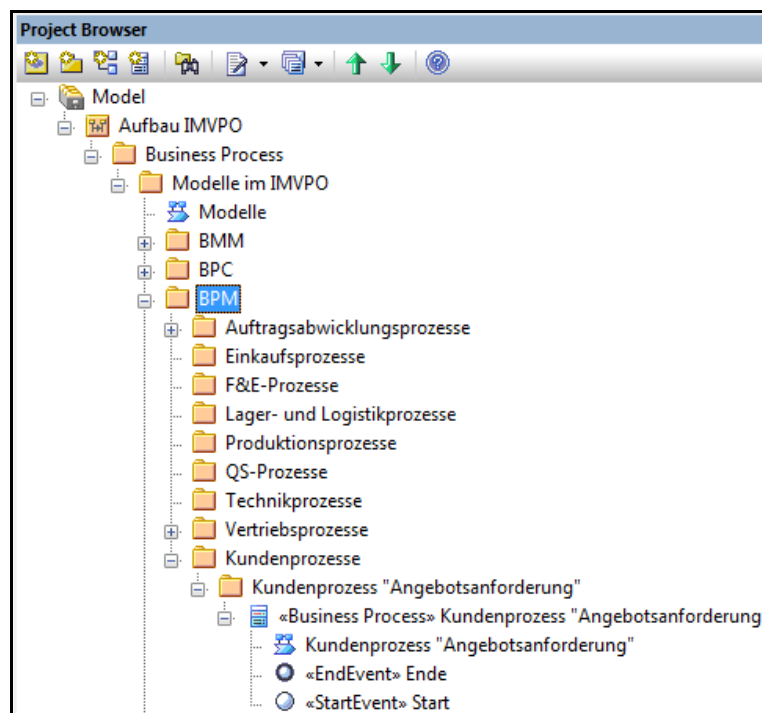 Project Browser
Model
Aufbau IMVPO
Business Process
Modelle im IMVPO
Modelle
BMM
BPC
BPM
Auftragsabwicklungsprozesse
Einkaufsprozesse
F&E-Prozesse
Lager- und Logistikprozesse
Produktionsprozesse
QS-Prozesse
Technikprozesse
Vertriebsprozesse
Kundenprozesse
Kundenprozess "Angebotsanforderung"
«Business Process» Kundenprozess "Angebotsanforderung
Kundenprozess "Angebotsanforderung"
«EndEvent» Ende
«StartEvent» Start